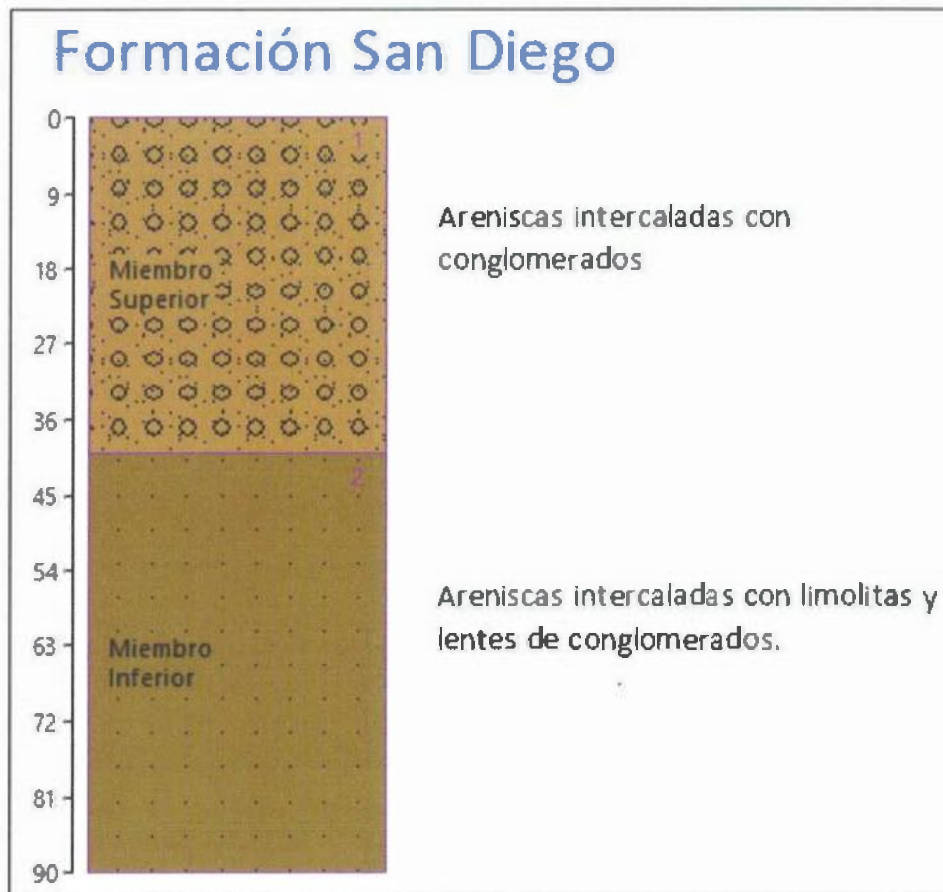 Formación San Diego
0
9
18
27
36
45
54
63
72
81
90
1
Miembro
Superior
Areniscas intercaladas con
conglomerados
2
Miembro
Inferior
Areniscas intercaladas con limolitas y
lentes de conglomerados.